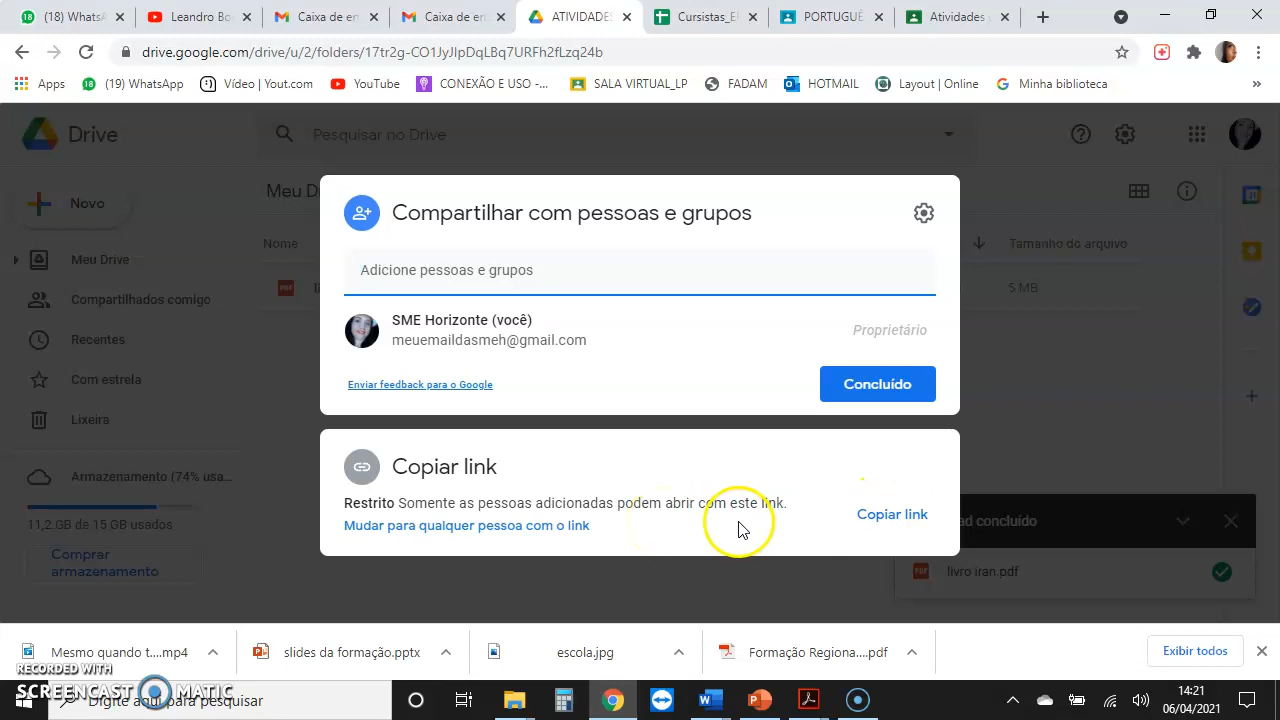 (18) WhatsA
Leandro Bo
Caixa de en
Caixa de en
ATIVIDADES
Cursistas_El
PORTUGUÊ
Atividades d
drive.google.com/drive/u/2/folders/17tr2g-CO1JyJIpDqLBq7URFh2fLzq24b
Apps
(19) WhatsApp
Vídeo | Yout.com
YouTube
CONEXÃO E USO -...
SALA VIRTUAL_LP
FADAM
HOTMAIL
Layout | Online
Minha biblioteca
»
Drive
Pesquisar no Drive
Novo
Meu D
Compartilhar com pessoas e grupos
Nome
Tamanho do arquivo
Adicione pessoas e grupos
Meu Drive
5 MB
Compartilhados comigo
SME Horizonte (você)
meuemaildasmeh@gmail.com
Proprietário
Recentes
Com estrela
Enviar feedback para o Google
Concluído
Lixeira
Copiar link
Armazenamento (74% usa...
Restrito Somente as pessoas adicionadas podem abrir com este link.
Mudar para qualquer pessoa com o link
Copiar link
11,2 GB de 15 GB usados
ad concluído
Comprar
armazenamento
livro iran.pdf
Mesmo quando t....mp4
slides da formação.pptx
escola.jpg
Formação Regiona....pdf
Exibir todos
RECORDED WITH
SCREENCAST MATIC
Digite aqui para pesquisar
14:21
06/04/2021